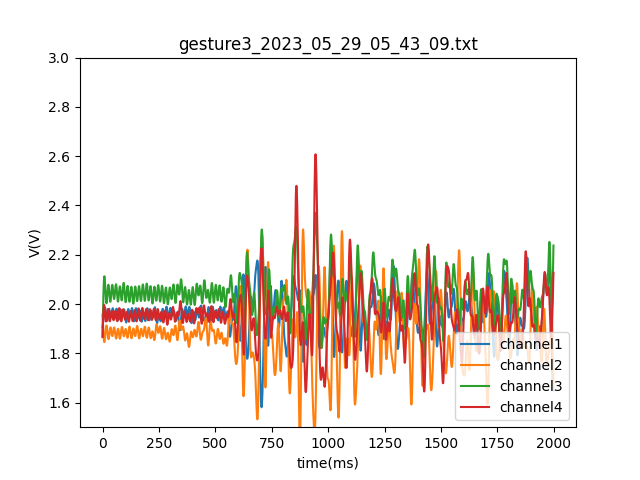 gesture3_2023_05_29_05_43_09.txt
3.0
2.8
2.6
2.4
2.2
2.0
1.8
1.6
V(V)
channel1
channel2
channel3
channel4
0 250 500 750 1000 1250 1500 1750 2000
time(ms)